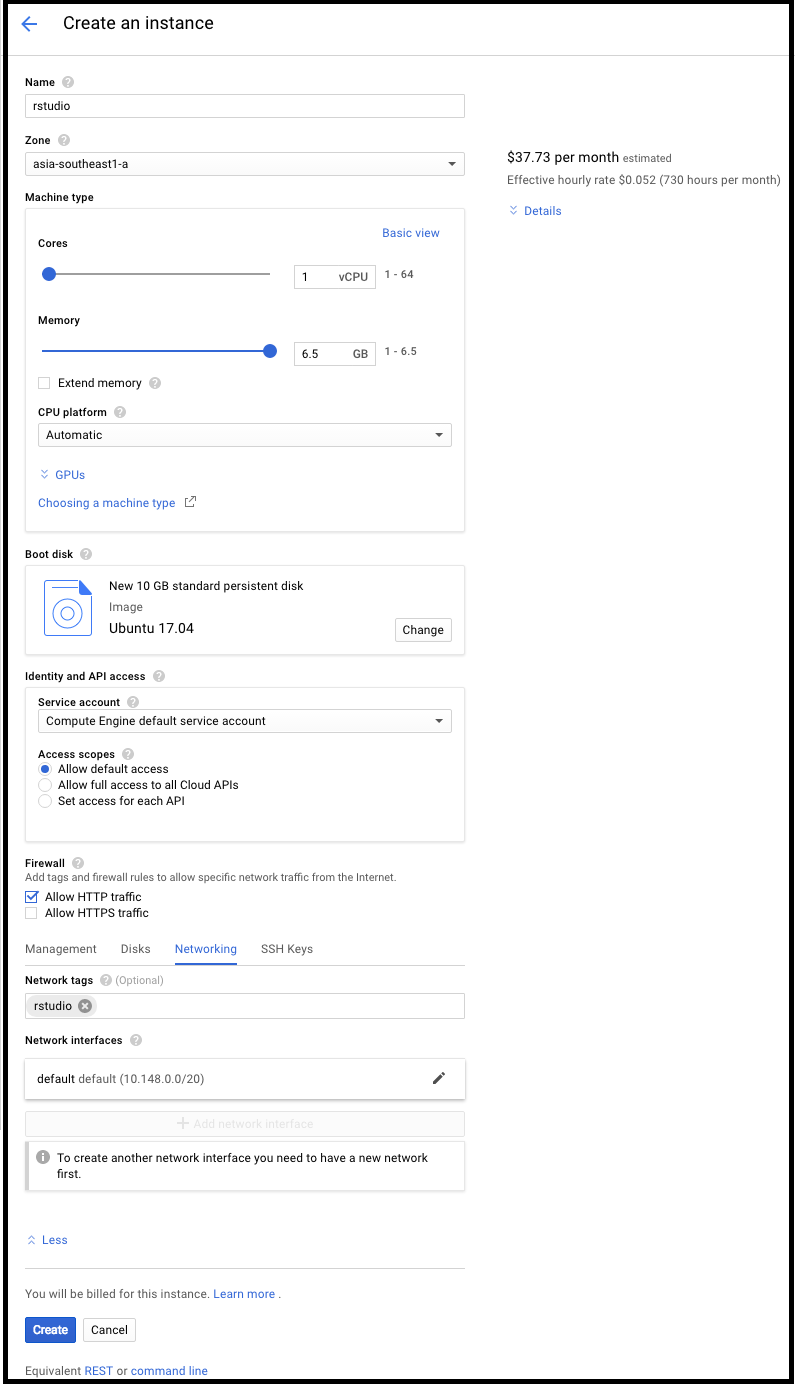 Create an instance
Name
rstudio
Zone
asia-southeast1-a
$37.73 per month estimated
Effective hourly rate $0.052 (730 hours per month)
Details
Machine type
Basic view
Cores
1 vCPU 1 - 64
Memory
6.5 GB 1 - 6.5
Extend memory
CPU platform
Automatic
GPUs
Choosing a machine type
Boot disk
New 10 GB standard persistent disk
Image
Ubuntu 17.04
Change
Identity and API access
Service account
Compute Engine default service account
Access scopes
Allow default access
Allow full access to all Cloud APIs
Set access for each API
Firewall
Add tags and firewall rules to allow specific network traffic from the Internet.
Allow HTTP traffic
Allow HTTPS traffic
Management Disks Networking SSH Keys
Network tags (Optional)
rstudio
Network interfaces
default default (10.148.0.0/20)
Add network interface
To create another network interface you need to have a new network
first.
Less
You will be billed for this instance. Learn more .
Create Cancel
Equivalent REST or command line